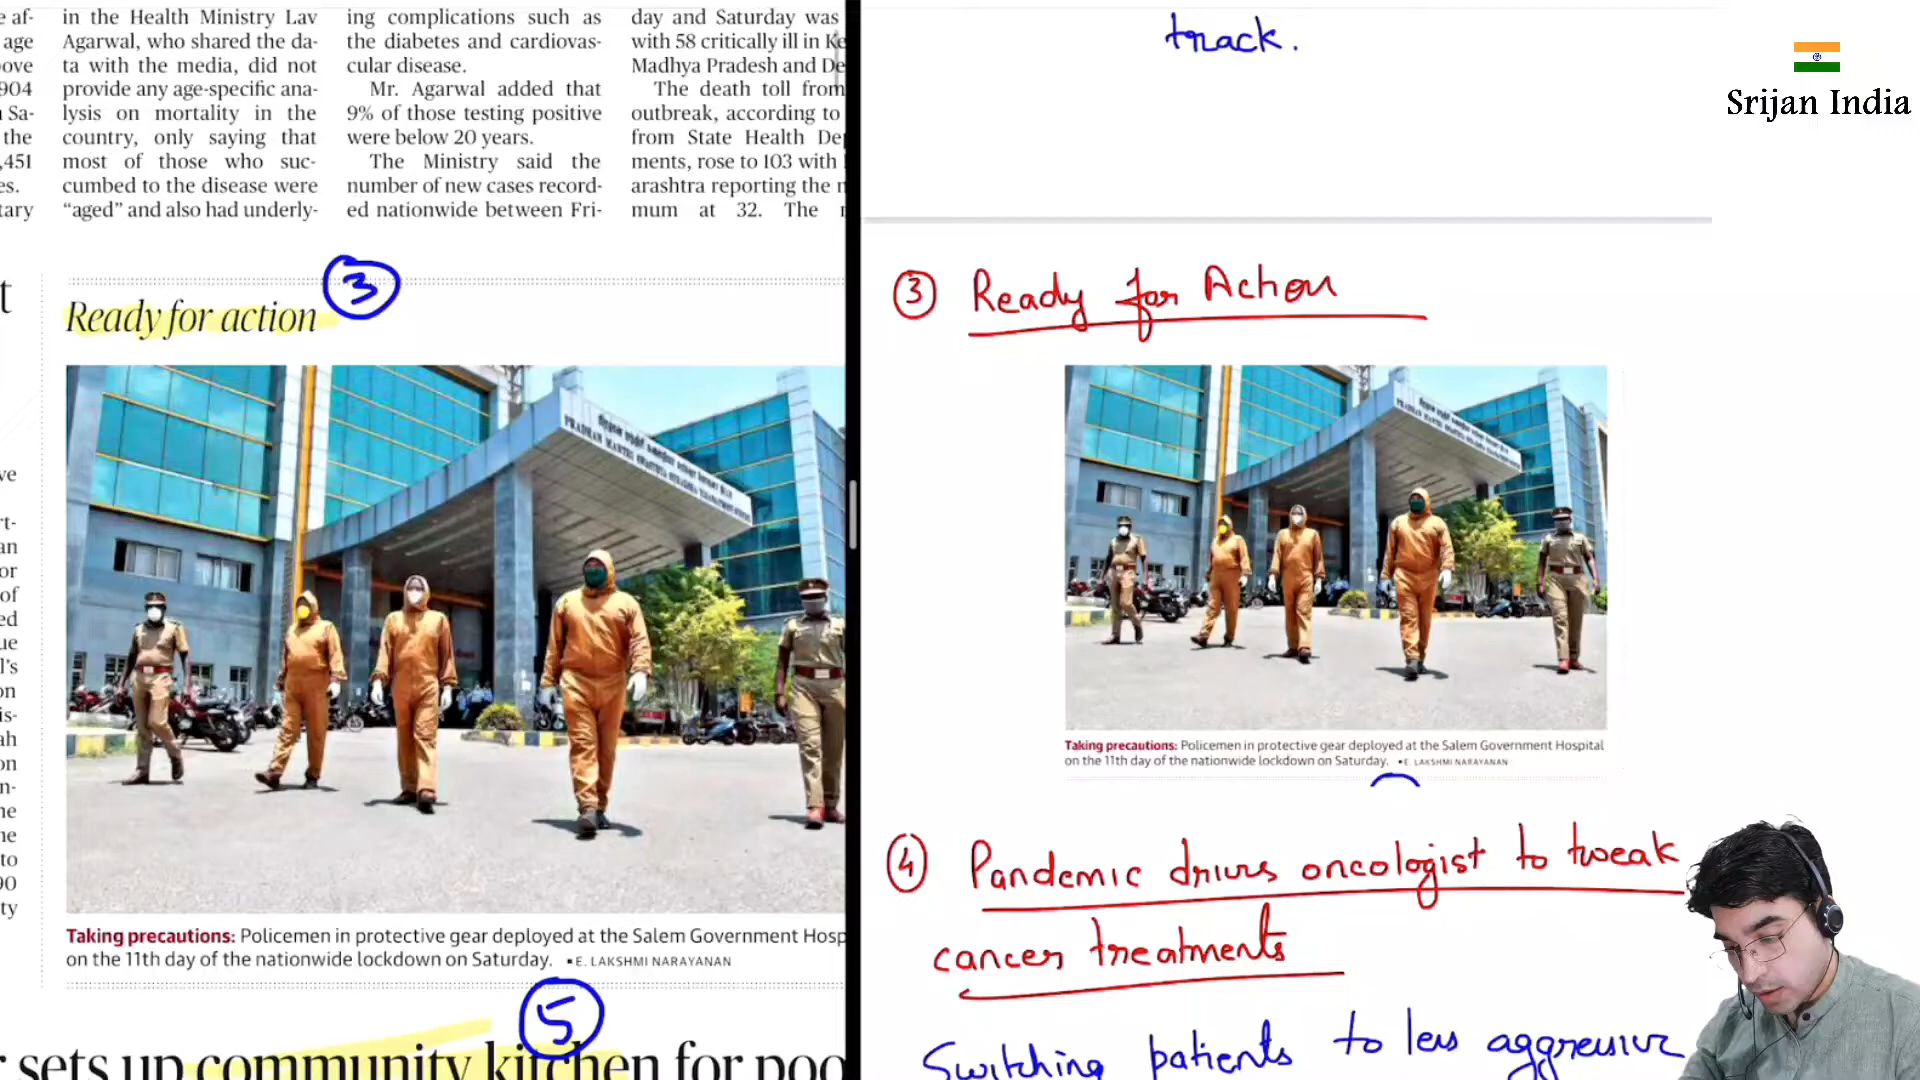 in the Health Ministry Lav
Agarwal, who shared the da-
ta with the media, did not
provide any age-specific ana-
lysis on mortality in the
country, only saying that
most of those who suc-
cumbed to the disease were
“aged” and also had underly-
ing complications such as
the diabetes and cardiovas-
cular disease.
Mr. Agarwal added that
9% of those testing positive
were below 20 years.
The Ministry said the
number of new cases record-
ed nationwide between Fri-
day and Saturday was
with 58 critically ill in Ke
Madhya Pradesh and De
The death toll from
outbreak, according to
from State Health Dep
ments, rose to 103 with
arashtra reporting the m
mum at 32. The
3
Ready for action
PRADHAN MANTRI SWASTHYA SURAKSHA YOJANA
Taking precautions: Policemen in protective gear deployed at the Salem Government Hosp
on the 11th day of the nationwide lockdown on Saturday. ▪ E. LAKSHMI NARAYANAN
5
sets up community kitchen for poo
track.
3 Ready for Action
Taking precautions: Policemen in protective gear deployed at the Salem Government Hospital
on the 11th day of the nationwide lockdown on Saturday. ▪ E. LAKSHMI NARAYANAN
4 Pandemic drives oncologist to tweak
cancer treatments
Switching patients to less aggressive
Srijan India